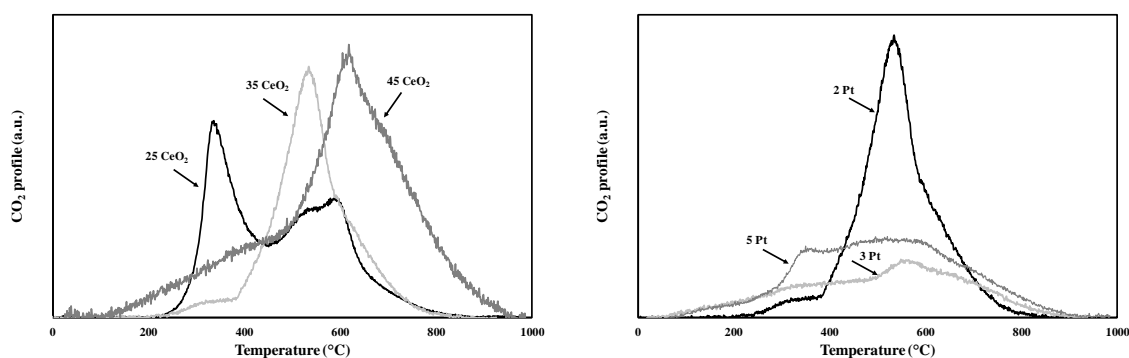 CO₂ profile (a.u.)
25 CeO₂
35 CeO₂
45 CeO₂
0 200 400 600 800 1000
Temperature (°C)
CO₂ profile (a.u.)
2 Pt
5 Pt
3 Pt
0 200 400 600 800 1000
Temperature (°C)